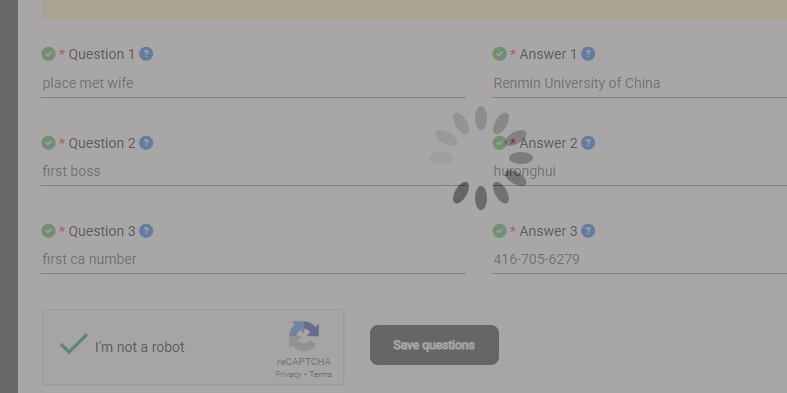 * Question 1 ?
* Answer 1 ?
place met wife
Renmin University of China
* Question 2 ?
* Answer 2 ?
first boss
huronghui
* Question 3 ?
* Answer 3 ?
first ca number
416-705-6279
I'm not a robot
reCAPTCHA
Privacy - Terms
Save questions